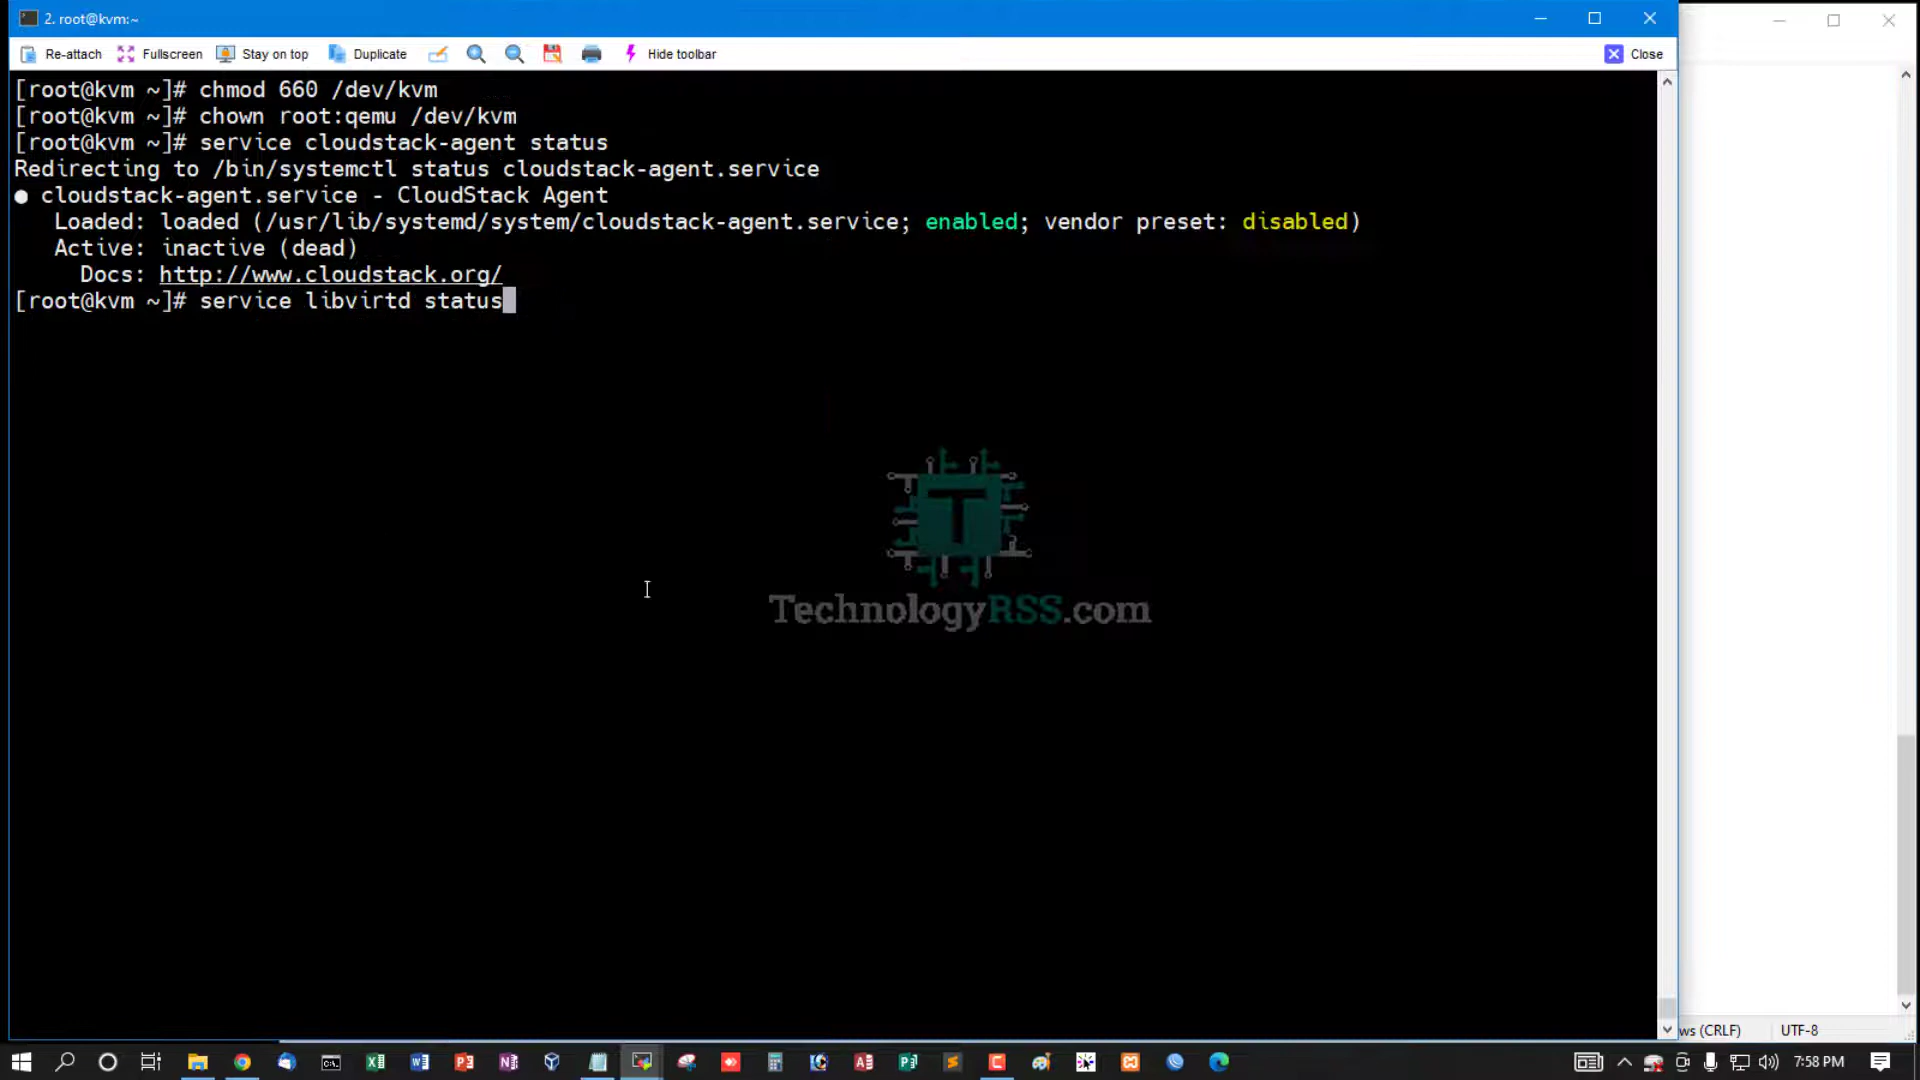 2. root@kvm:~
Re-attach Fullscreen Stay on top Duplicate Hide toolbar Close
[root@kvm ~]# chmod 660 /dev/kvm
[root@kvm ~]# chown root:qemu /dev/kvm
[root@kvm ~]# service cloudstack-agent status
Redirecting to /bin/systemctl status cloudstack-agent.service
● cloudstack-agent.service - CloudStack Agent
Loaded: loaded (/usr/lib/systemd/system/cloudstack-agent.service; enabled; vendor preset: disabled)
Active: inactive (dead)
Docs: http://www.cloudstack.org/
[root@kvm ~]# service libvirtd status
T
TechnologyRSS.com
ws (CRLF) UTF-8
7:58 PM